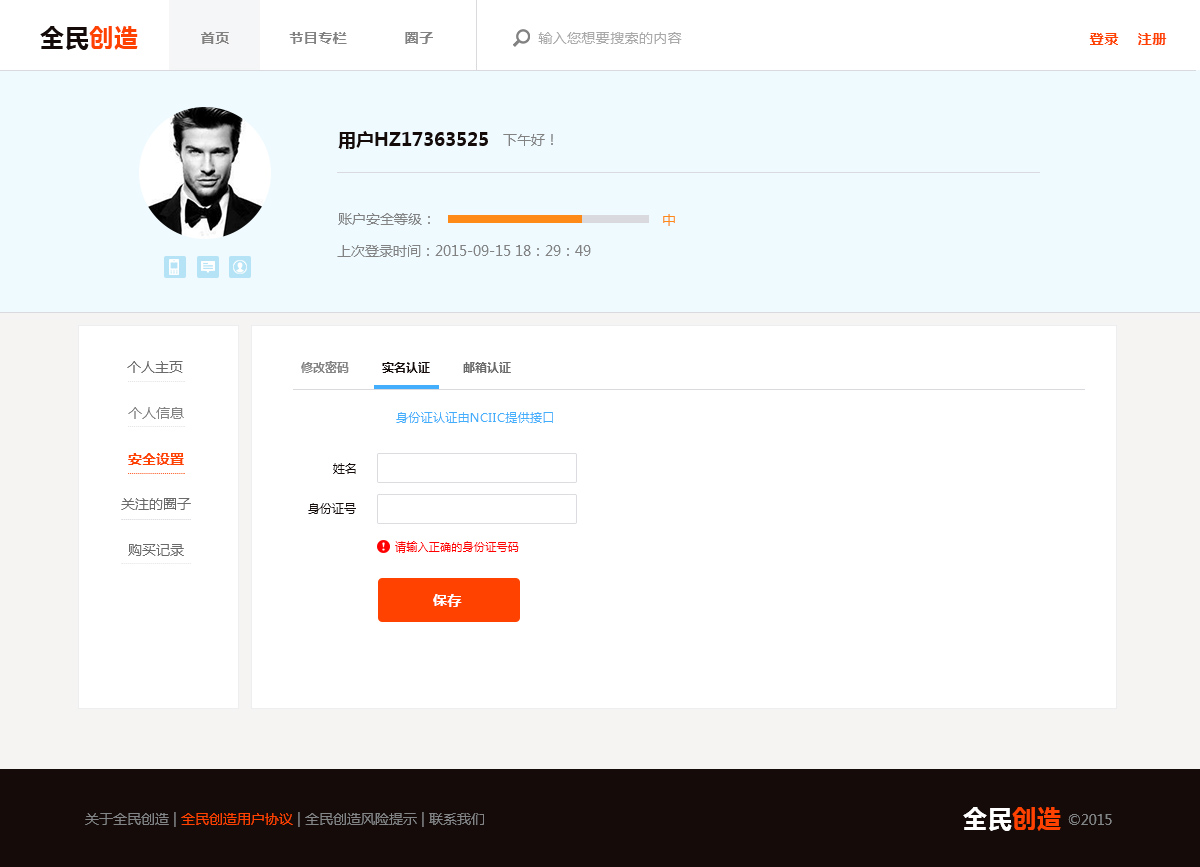 全民创造
首页
节目专栏
圈子
输入您想要搜索的内容
登录
注册
用户HZ17363525 下午好！
账户安全等级： 中
上次登录时间：2015-09-15 18：29：49
个人主页
个人信息
安全设置
关注的圈子
购买记录
修改密码
实名认证
邮箱认证
身份证认证由NCIIC提供接口
姓名
身份证号
请输入正确的身份证号码
保存
关于全民创造 | 全民创造用户协议 | 全民创造风险提示 | 联系我们
全民创造 ©2015